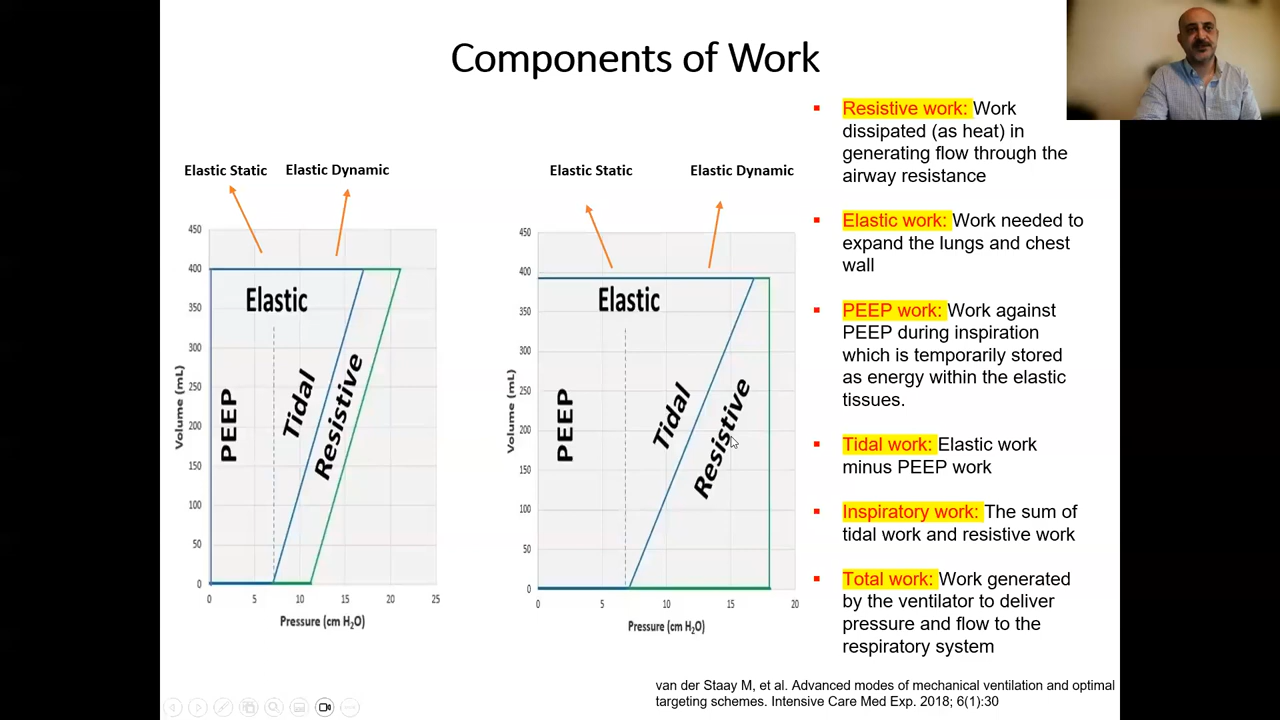 Components of Work
Elastic Static
Elastic Dynamic
450
400
350
300
250
200
150
100
50
0
Volume (mL)
Elastic
PEEP
Tidal
Resistive
0
5
10
15
20
25
Pressure (cm H₂O)
Elastic Static
Elastic Dynamic
450
400
350
300
250
200
150
100
50
0
Volume (mL)
Elastic
PEEP
Tidal
Resistive
0
5
10
15
20
Pressure (cm H₂O)
▪ Resistive work: Work
dissipated (as heat) in
generating flow through the
airway resistance
▪ Elastic work: Work needed to
expand the lungs and chest
wall
▪ PEEP work: Work against
PEEP during inspiration
which is temporarily stored
as energy within the elastic
tissues.
▪ Tidal work: Elastic work
minus PEEP work
▪ Inspiratory work: The sum of
tidal work and resistive work
▪ Total work: Work generated
by the ventilator to deliver
pressure and flow to the
respiratory system
van der Staay M, et al. Advanced modes of mechanical ventilation and optimal
targeting schemes. Intensive Care Med Exp. 2018; 6(1):30